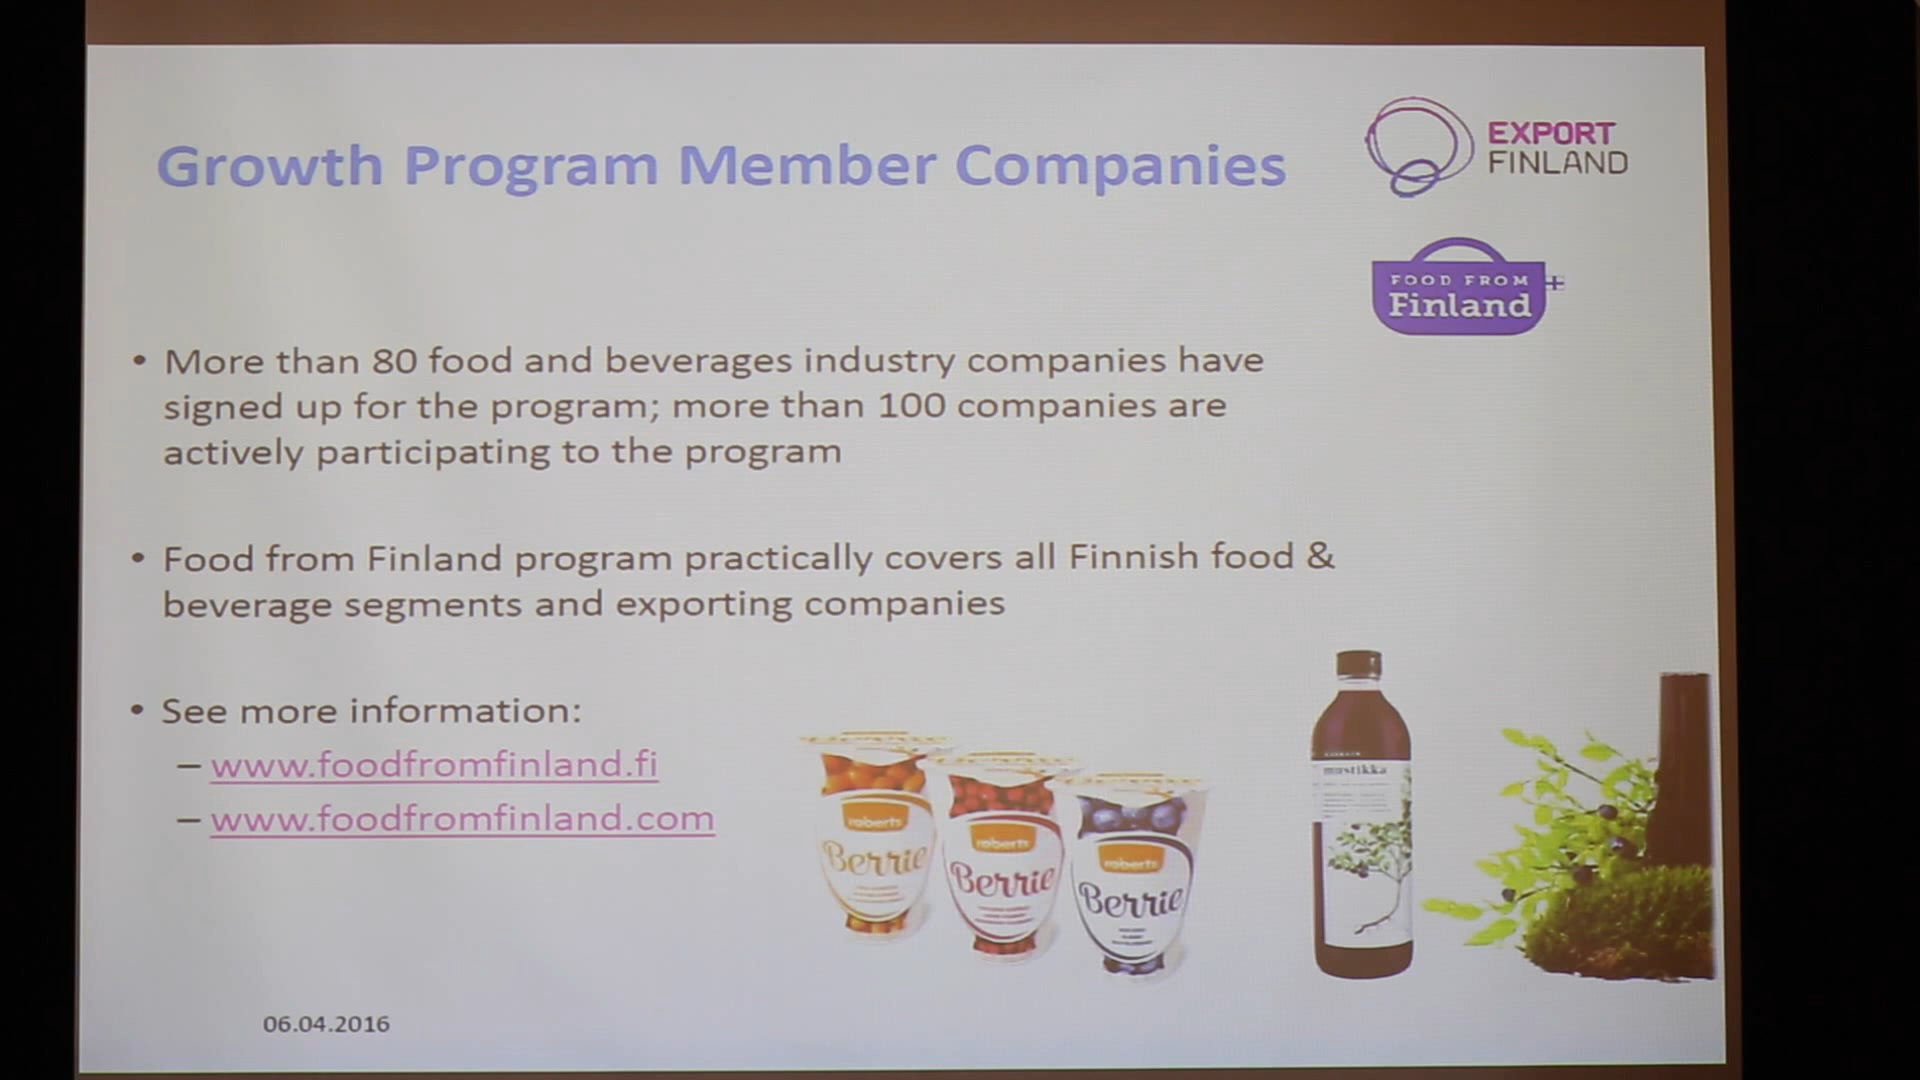 Growth Program Member Companies
EXPORT
FINLAND
FOOD FROM
Finland
• More than 80 food and beverages industry companies have
signed up for the program; more than 100 companies are
actively participating to the program
• Food from Finland program practically covers all Finnish food &
beverage segments and exporting companies
• See more information:
– www.foodfromfinland.fi
– www.foodfromfinland.com
roberts
Berrie
roberts
Berrie
roberts
Berrie
mustikka
06.04.2016